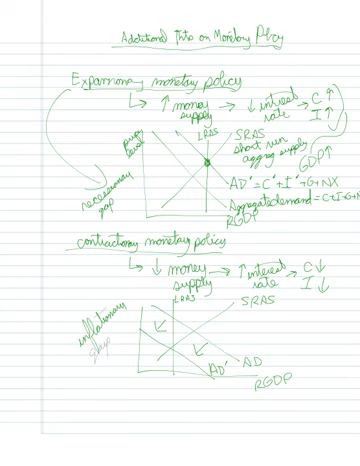 Additional Info on Monetary Policy
Expansionary monetary policy
↳ ↑ money supply → ↓ interest rate → C↑ I↑
GDP↑
price level
LRAS
SRAS
short run aggreg supply
AD' = C' + I' + G + NX
Aggregate demand = C+I+G+N
RGDP
recessionary gap
contractionary monetary policy
↳ ↓ money supply → ↑ interest rate → C↓ I↓
LRAS
SRAS
inflationary gap
AD
AD'
RGDP